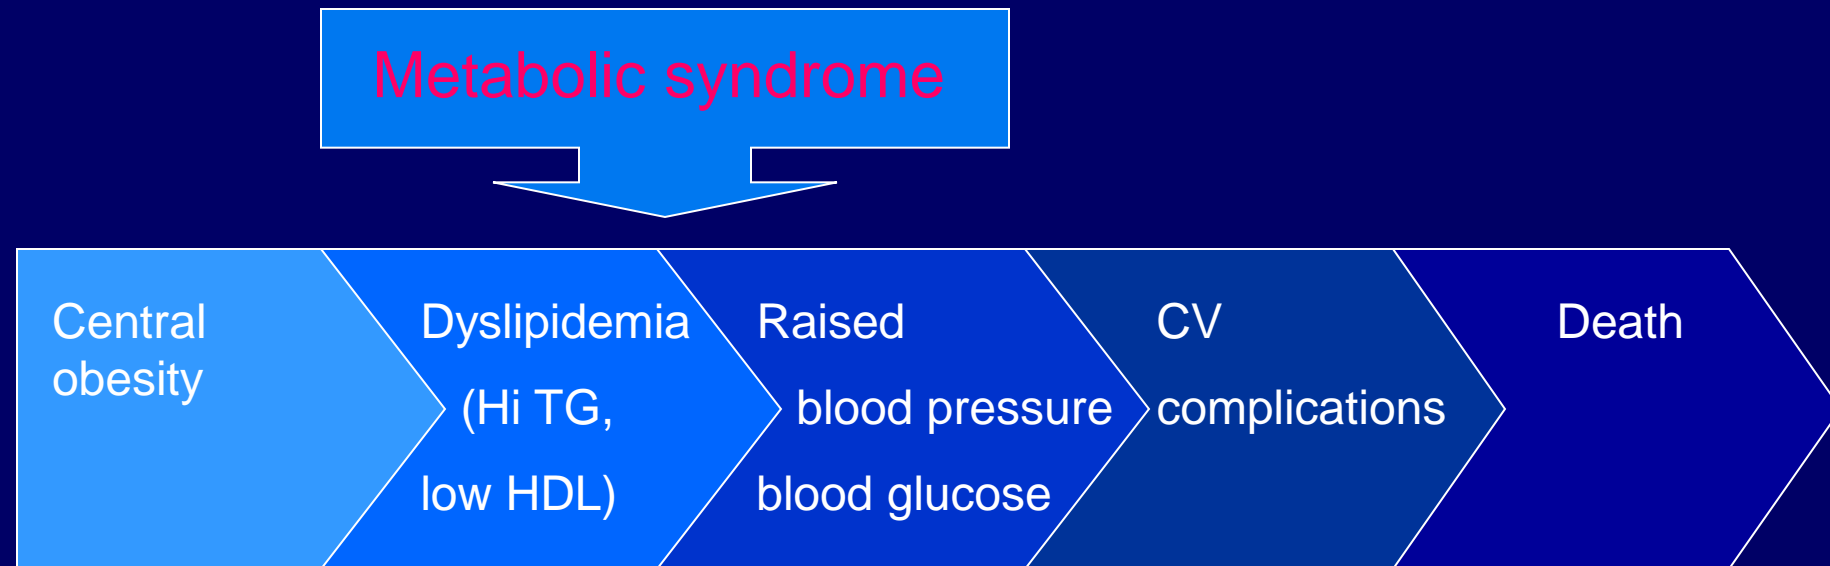 Metabolic syndrome
Central
obesity
Dyslipidemia
(Hi TG,
low HDL)
Raised
blood pressure
blood glucose
CV
complications
Death